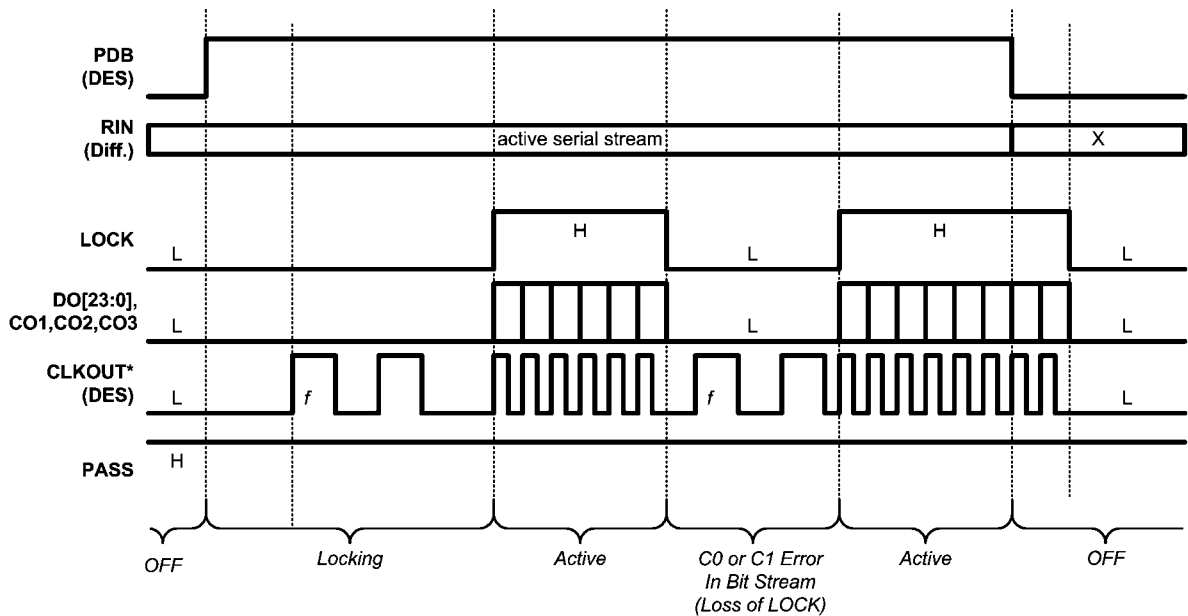 PDB
(DES)
RIN
(Diff.)
active serial stream
X
LOCK
L
H
L
H
L
DO[23:0],
CO1,CO2,CO3
L
L
L
CLKOUT*
(DES)
L
f
f
L
PASS
H
OFF
Locking
Active
C0 or C1 Error
In Bit Stream
(Loss of LOCK)
Active
OFF